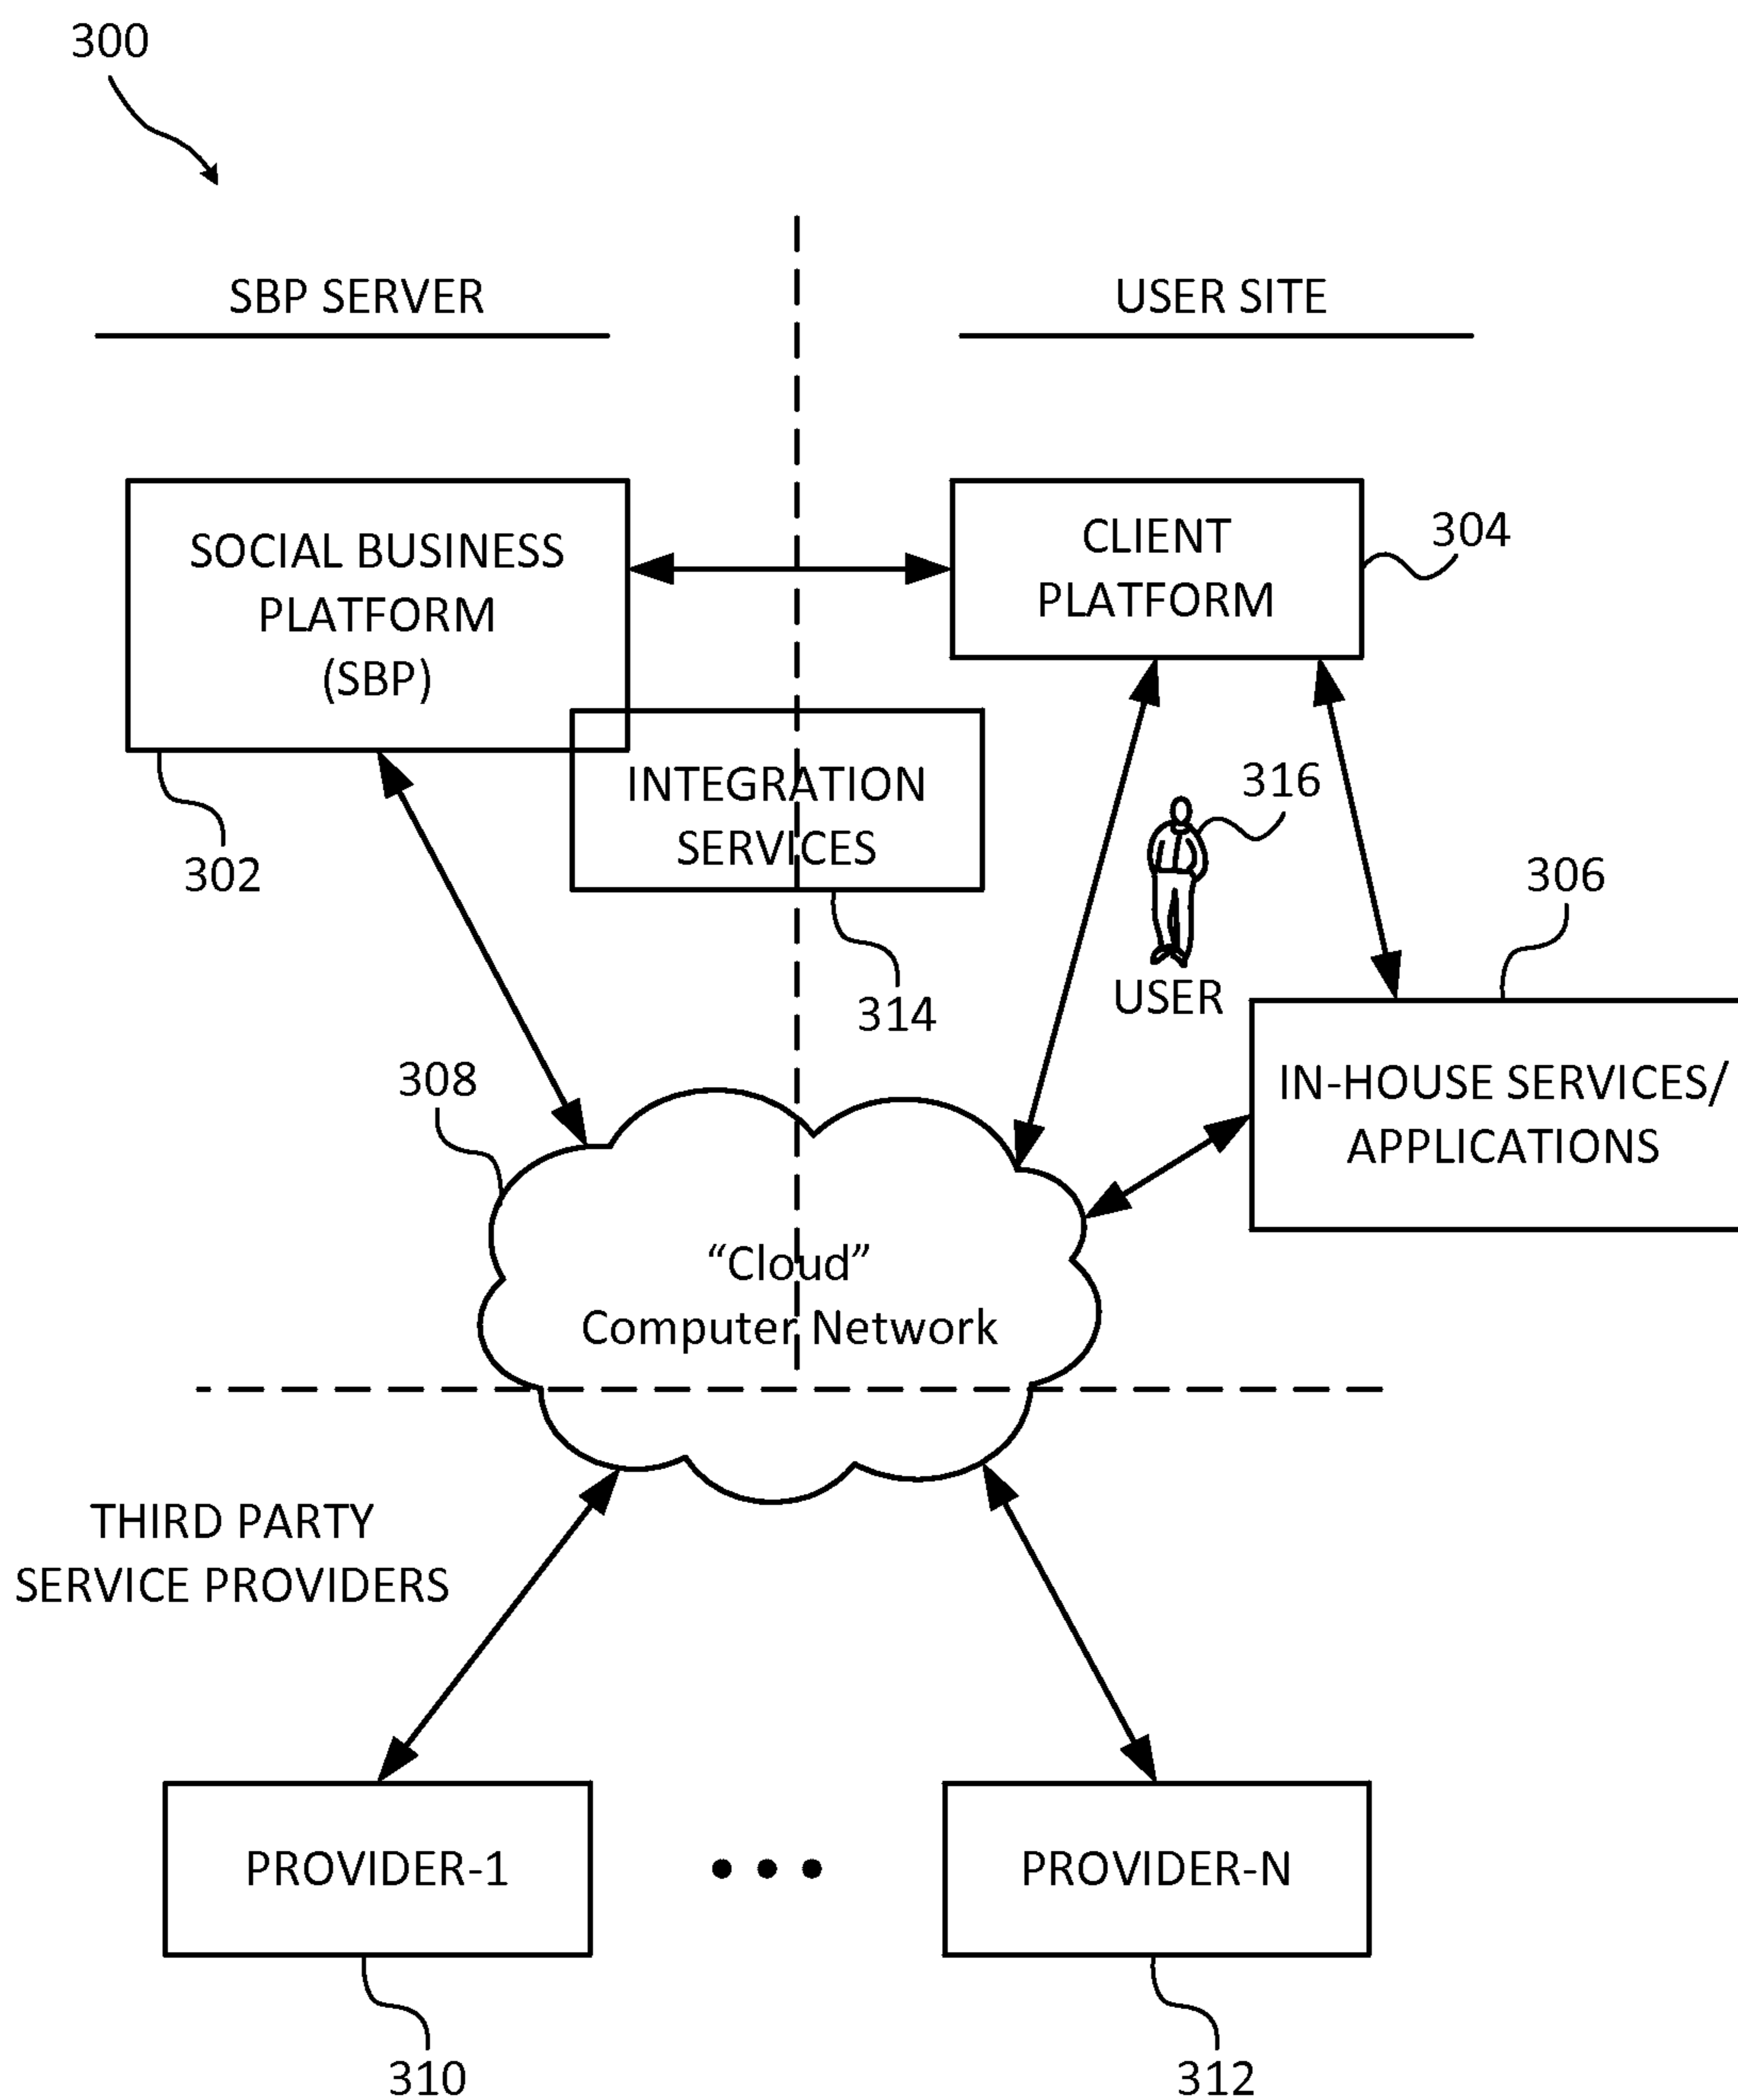 300
SBP SERVER
USER SITE
SOCIAL BUSINESS
PLATFORM
(SBP)
CLIENT
PLATFORM
304
INTEGRATION
SERVICES
316
302
306
314
USER
308
IN-HOUSE SERVICES/
APPLICATIONS
“Cloud”
Computer Network
THIRD PARTY
SERVICE PROVIDERS
PROVIDER-1
PROVIDER-N
310
312